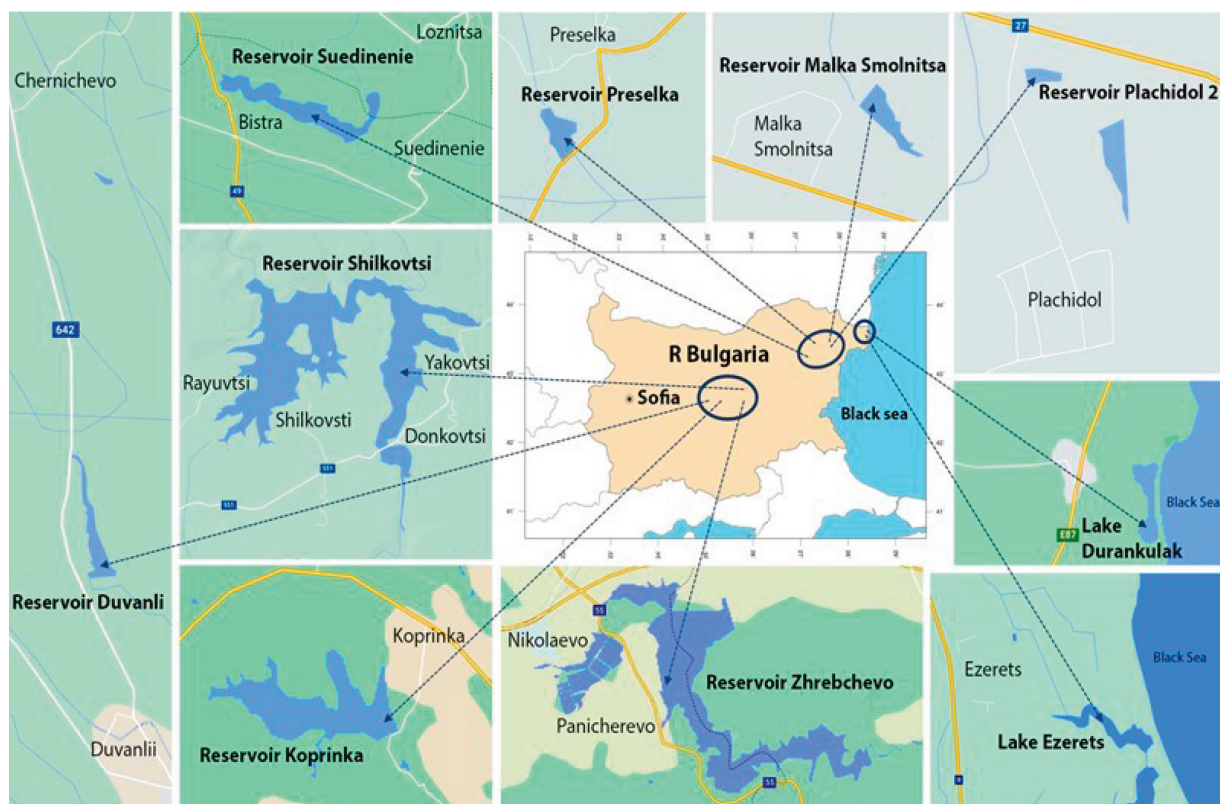 Chernichevo
642
Reservoir Duvanli
Duvanlii
Reservoir Suedinenie
Loznitsa
Bistra
Suedinenie
49
Preselka
Reservoir Preselka
Reservoir Malka Smolnitsa
Malka
Smolnitsa
27
Reservoir Plachidol 2
Plachidol
Reservoir Shilkovtsi
Rayuvtsi
Yakovtsi
Shilkovsti
Donkovtsi
551
551
R Bulgaria
Sofia
Black sea
Black Sea
E87
Lake
Durankulak
Koprinka
Reservoir Koprinka
55
Nikolaevo
Reservoir Zhrebchevo
Panicherevo
55
Ezerets
Black Sea
Lake Ezerets
9